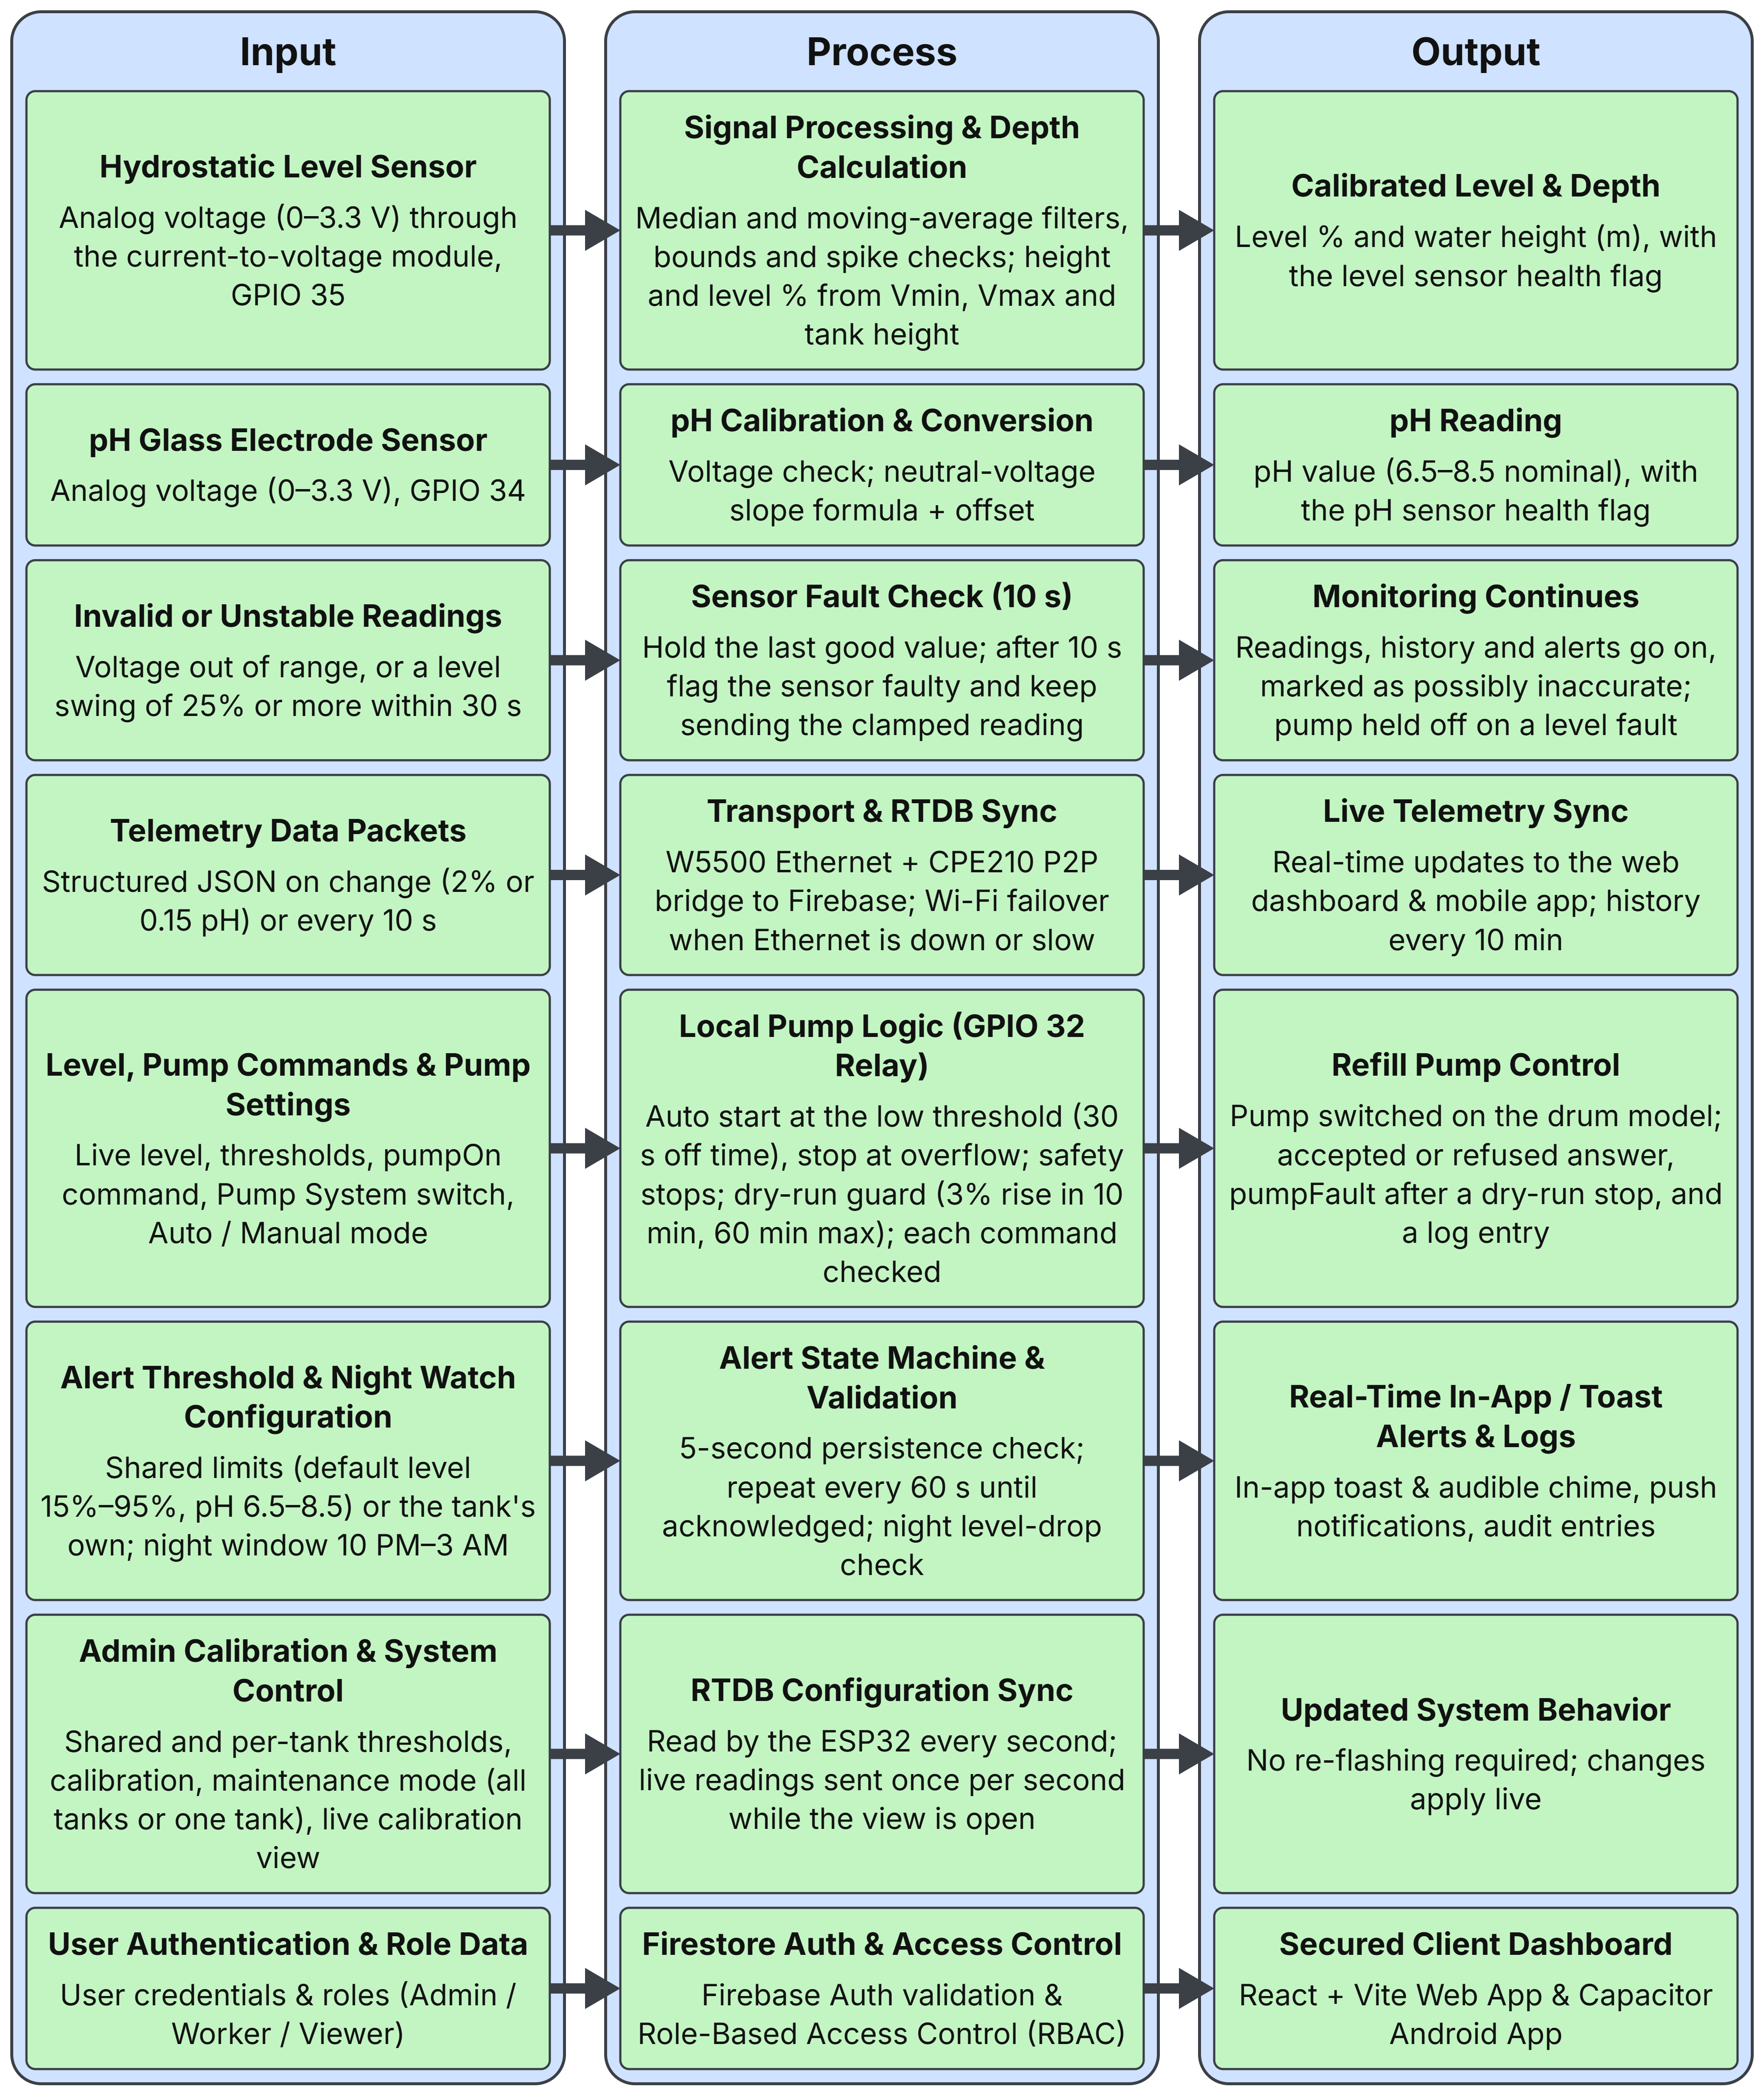 Input
Process
Output
Hydrostatic Level Sensor
Analog voltage (0–3.3 V) through
the current-to-voltage module,
GPIO 35
Signal Processing & Depth
Calculation
Median and moving-average filters,
bounds and spike checks; height
and level % from Vmin, Vmax and
tank height
Calibrated Level & Depth
Level % and water height (m), with
the level sensor health flag
pH Glass Electrode Sensor
Analog voltage (0–3.3 V), GPIO 34
pH Calibration & Conversion
Voltage check; neutral-voltage
slope formula + offset
pH Reading
pH value (6.5–8.5 nominal), with
the pH sensor health flag
Invalid or Unstable Readings
Voltage out of range, or a level
swing of 25% or more within 30 s
Sensor Fault Check (10 s)
Hold the last good value; after 10 s
flag the sensor faulty and keep
sending the clamped reading
Monitoring Continues
Readings, history and alerts go on,
marked as possibly inaccurate;
pump held off on a level fault
Telemetry Data Packets
Structured JSON on change (2% or
0.15 pH) or every 10 s
Transport & RTDB Sync
W5500 Ethernet + CPE210 P2P
bridge to Firebase; Wi-Fi failover
when Ethernet is down or slow
Live Telemetry Sync
Real-time updates to the web
dashboard & mobile app; history
every 10 min
Level, Pump Commands & Pump
Settings
Live level, thresholds, pumpOn
command, Pump System switch,
Auto / Manual mode
Local Pump Logic (GPIO 32
Relay)
Auto start at the low threshold (30
s off time), stop at overflow; safety
stops; dry-run guard (3% rise in 10
min, 60 min max); each command
checked
Refill Pump Control
Pump switched on the drum model;
accepted or refused answer,
pumpFault after a dry-run stop, and
a log entry
Alert Threshold & Night Watch
Configuration
Shared limits (default level
15%–95%, pH 6.5–8.5) or the tank's
own; night window 10 PM–3 AM
Alert State Machine &
Validation
5-second persistence check;
repeat every 60 s until
acknowledged; night level-drop
check
Real-Time In-App / Toast
Alerts & Logs
In-app toast & audible chime, push
notifications, audit entries
Admin Calibration & System
Control
Shared and per-tank thresholds,
calibration, maintenance mode (all
tanks or one tank), live calibration
view
RTDB Configuration Sync
Read by the ESP32 every second;
live readings sent once per second
while the view is open
Updated System Behavior
No re-flashing required; changes
apply live
User Authentication & Role Data
User credentials & roles (Admin /
Worker / Viewer)
Firestore Auth & Access Control
Firebase Auth validation &
Role-Based Access Control (RBAC)
Secured Client Dashboard
React + Vite Web App & Capacitor
Android App